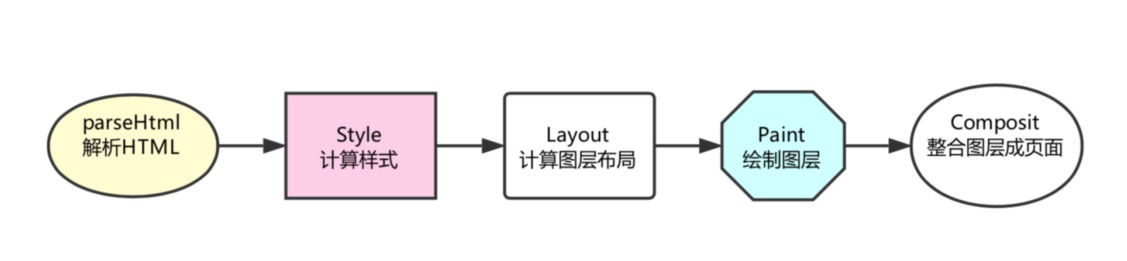 parseHtml
解析HTML
Style
计算样式
Layout
计算图层布局
Paint
绘制图层
Composit
整合图层成页面